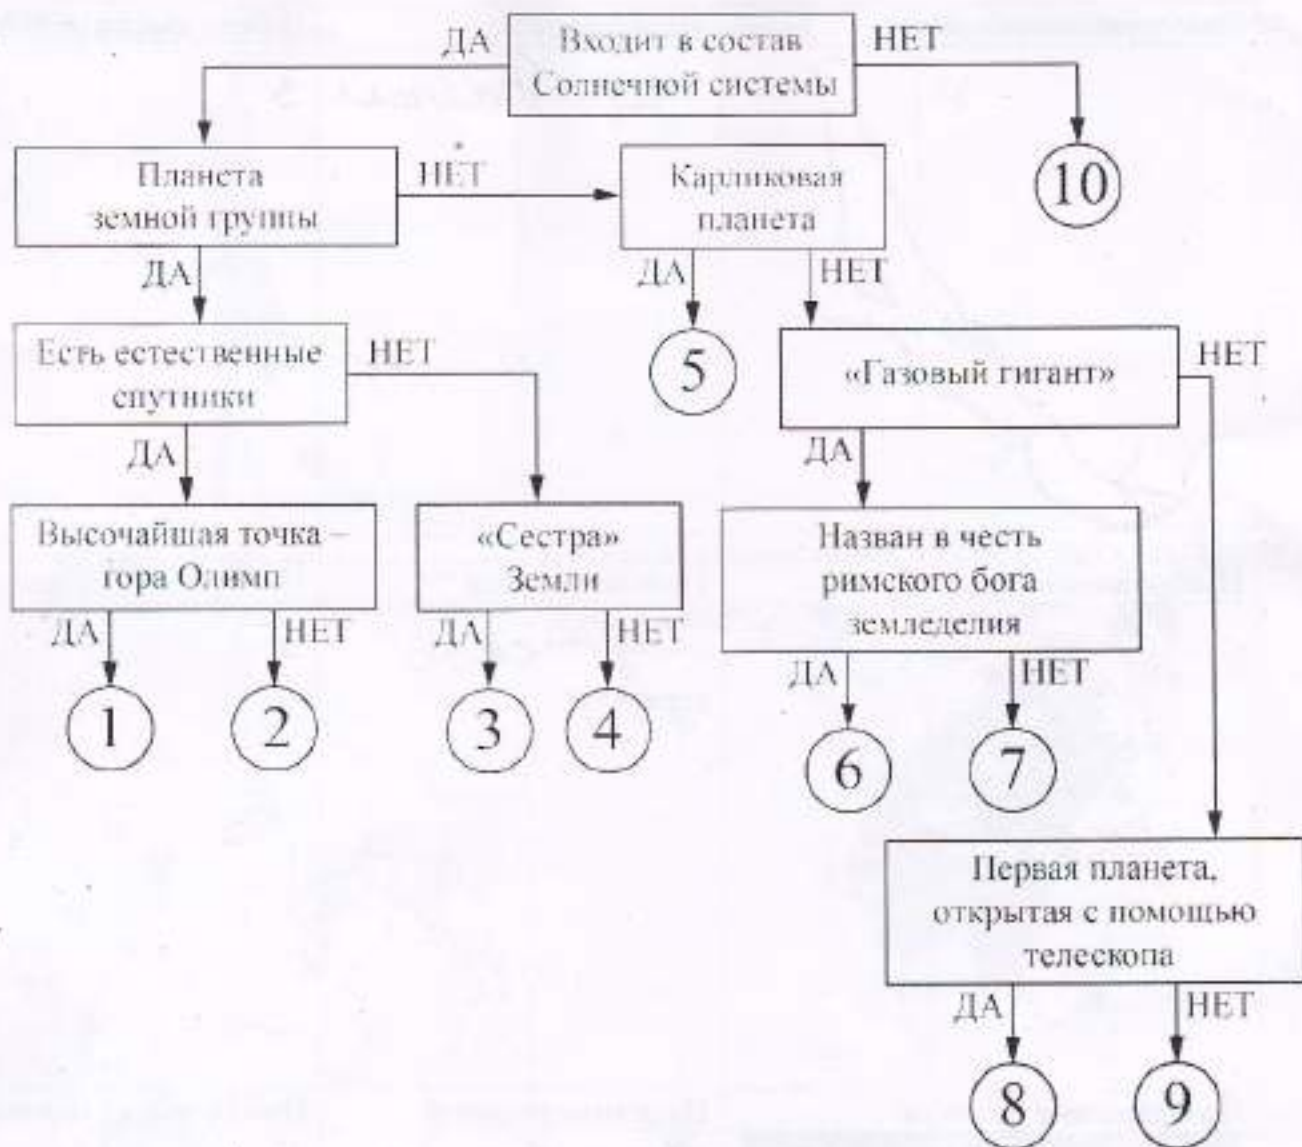 ДА
Входит в состав
Солнечной системы
НЕТ
Планета
земной группы
НЕТ
Карликовая
планета
10
ДА
ДА
НЕТ
Есть естественные
спутники
НЕТ
5
«Газовый гигант»
НЕТ
ДА
ДА
Высочайшая точка –
гора Олимп
«Сестра»
Земли
Назван в честь
римского бога
земледелия
ДА
НЕТ
ДА
НЕТ
ДА
НЕТ
1
2
3
4
6
7
Первая планета,
открытая с помощью
телескопа
ДА
НЕТ
8
9